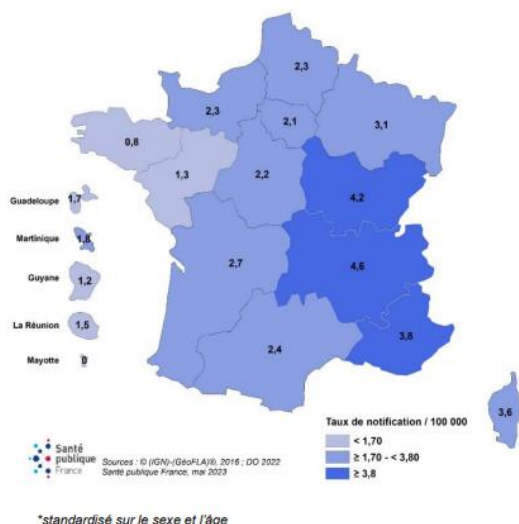 2,3
2,3
2,1
3,1
0,8
1,3
2,2
4,2
Guadeloupe 1,7
Martinique 1,8
2,7
4,6
Guyane 1,2
La Réunion 1,5
2,4
3,8
Mayotte 0
3,6
Taux de notification / 100 000
< 1,70
≥ 1,70 - < 3,80
≥ 3,8
Santé
publique
France
Sources : © (IGN)-(GéoFLA)®, 2016 ; DO 2022
Santé publique France, mai 2023
*standardisé sur le sexe et l'âge